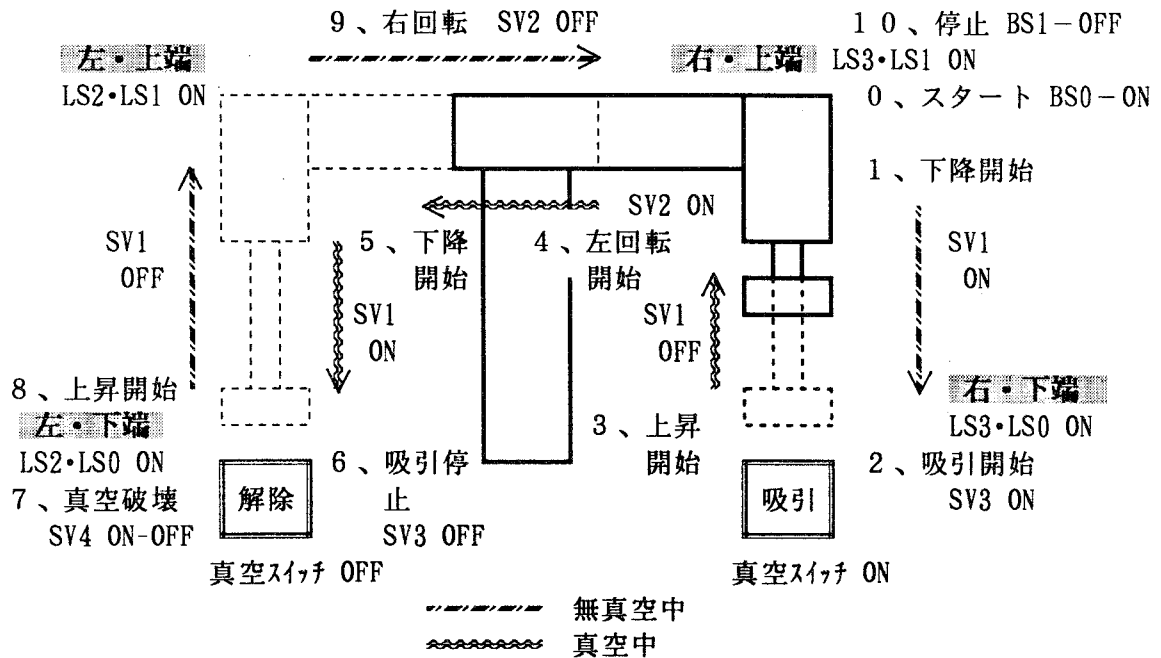 9、右回転 SV2 OFF
10、停止 BS1-OFF
左・上端
右・上端 LS3・LS1 ON
LS2・LS1 ON
0、スタート BS0-ON
1、下降開始
SV2 ON
SV1
OFF
5、下降
開始
4、左回転
開始
SV1
ON
SV1
ON
SV1
OFF
8、上昇開始
左・下端
LS2・LS0 ON
右・下端
LS3・LS0 ON
3、上昇
開始
7、真空破壊
SV4 ON-OFF
解除
6、吸引停
止
SV3 OFF
吸引
2、吸引開始
SV3 ON
真空スイッチ OFF
真空スイッチ ON
無真空中
真空中